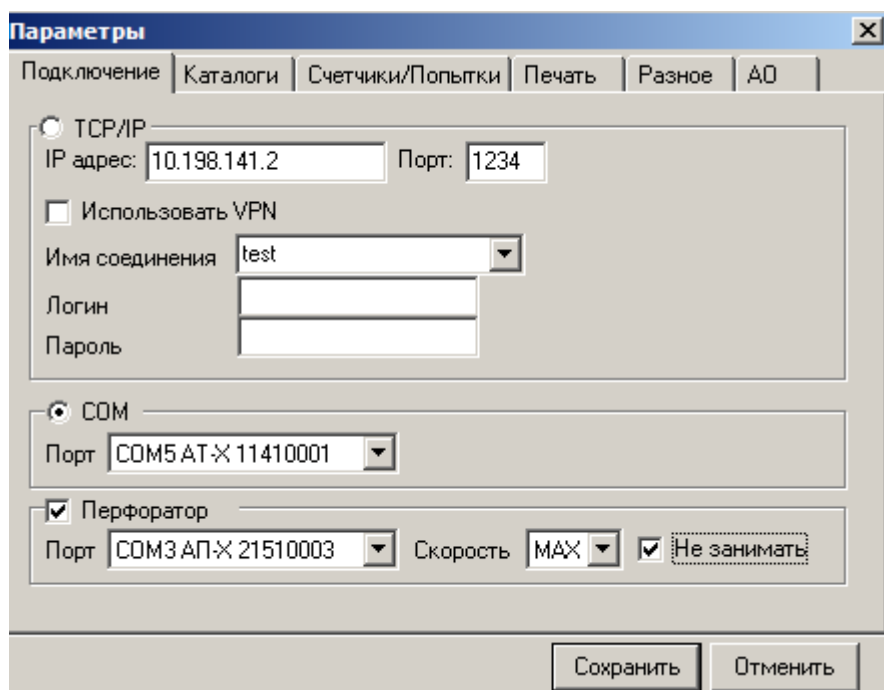 Параметры
Подключение Каталоги Счетчики/Попытки Печать Разное АО
TCP/IP
IP адрес: 10.198.141.2 Порт: 1234
Использовать VPN
Имя соединения test
Логин
Пароль
COM
Порт COM5 АТ-Х 11410001
Перфоратор
Порт COM3 АП-Х 21510003 Скорость MAX Не занимать
Сохранить Отменить